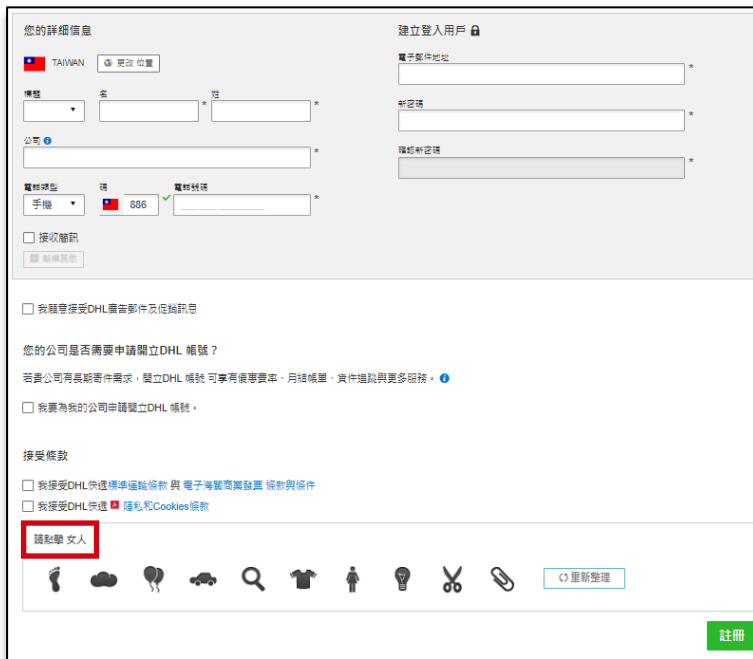 您的詳細信息
TAIWAN 更改 位置
標題 名 姓
* *
公司
*
電話類型 碼 電話號碼
手機 886 *
接收簡訊
新增其他
建立登入用戶
電子郵件地址
*
新密碼
*
確認新密碼
*
我願意接受DHL廣告郵件及促銷訊息
您的公司是否需要申請開立DHL 帳號？
若貴公司有長期寄件需求，開立DHL 帳號 可享有優惠費率、月結帳單、貨件追蹤與更多服務。
我要為我的公司申請開立DHL 帳號。
接受條款
我接受DHL快遞標準運輸條款 與 電子海關商業發票 條款與條件
我接受DHL快遞 隱私和Cookies條款
請點擊 女人
重新整理
註冊